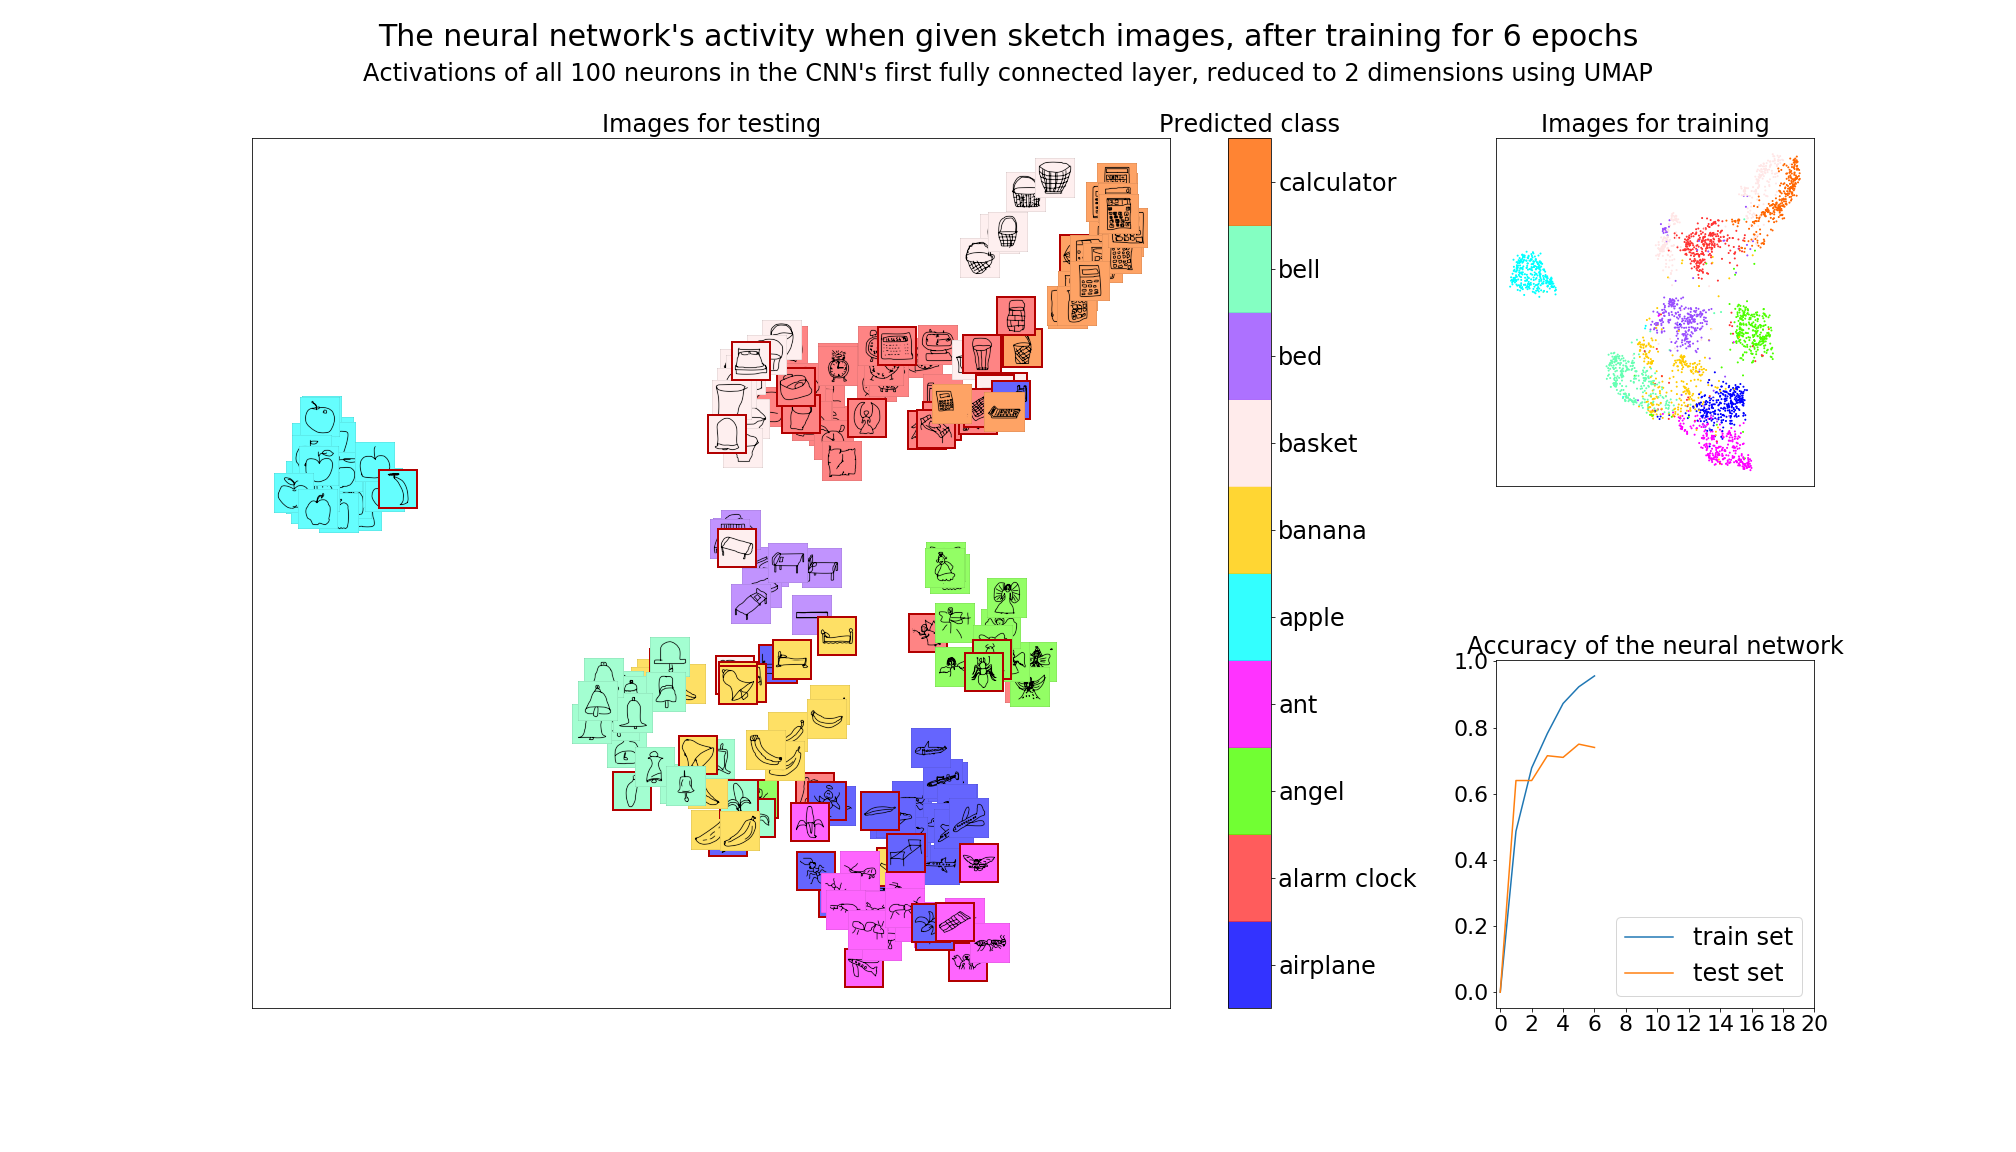 The neural network's activity when given sketch images, after training for 6 epochs
Activations of all 100 neurons in the CNN's first fully connected layer, reduced to 2 dimensions using UMAP
Images for testing
Predicted class
calculator
bell
bed
basket
banana
apple
ant
angel
alarm clock
airplane
Images for training
Accuracy of the neural network
1.0
0.8
0.6
0.4
0.2
0.0
train set
test set
0 2 4 6 8 10 12 14 16 18 20